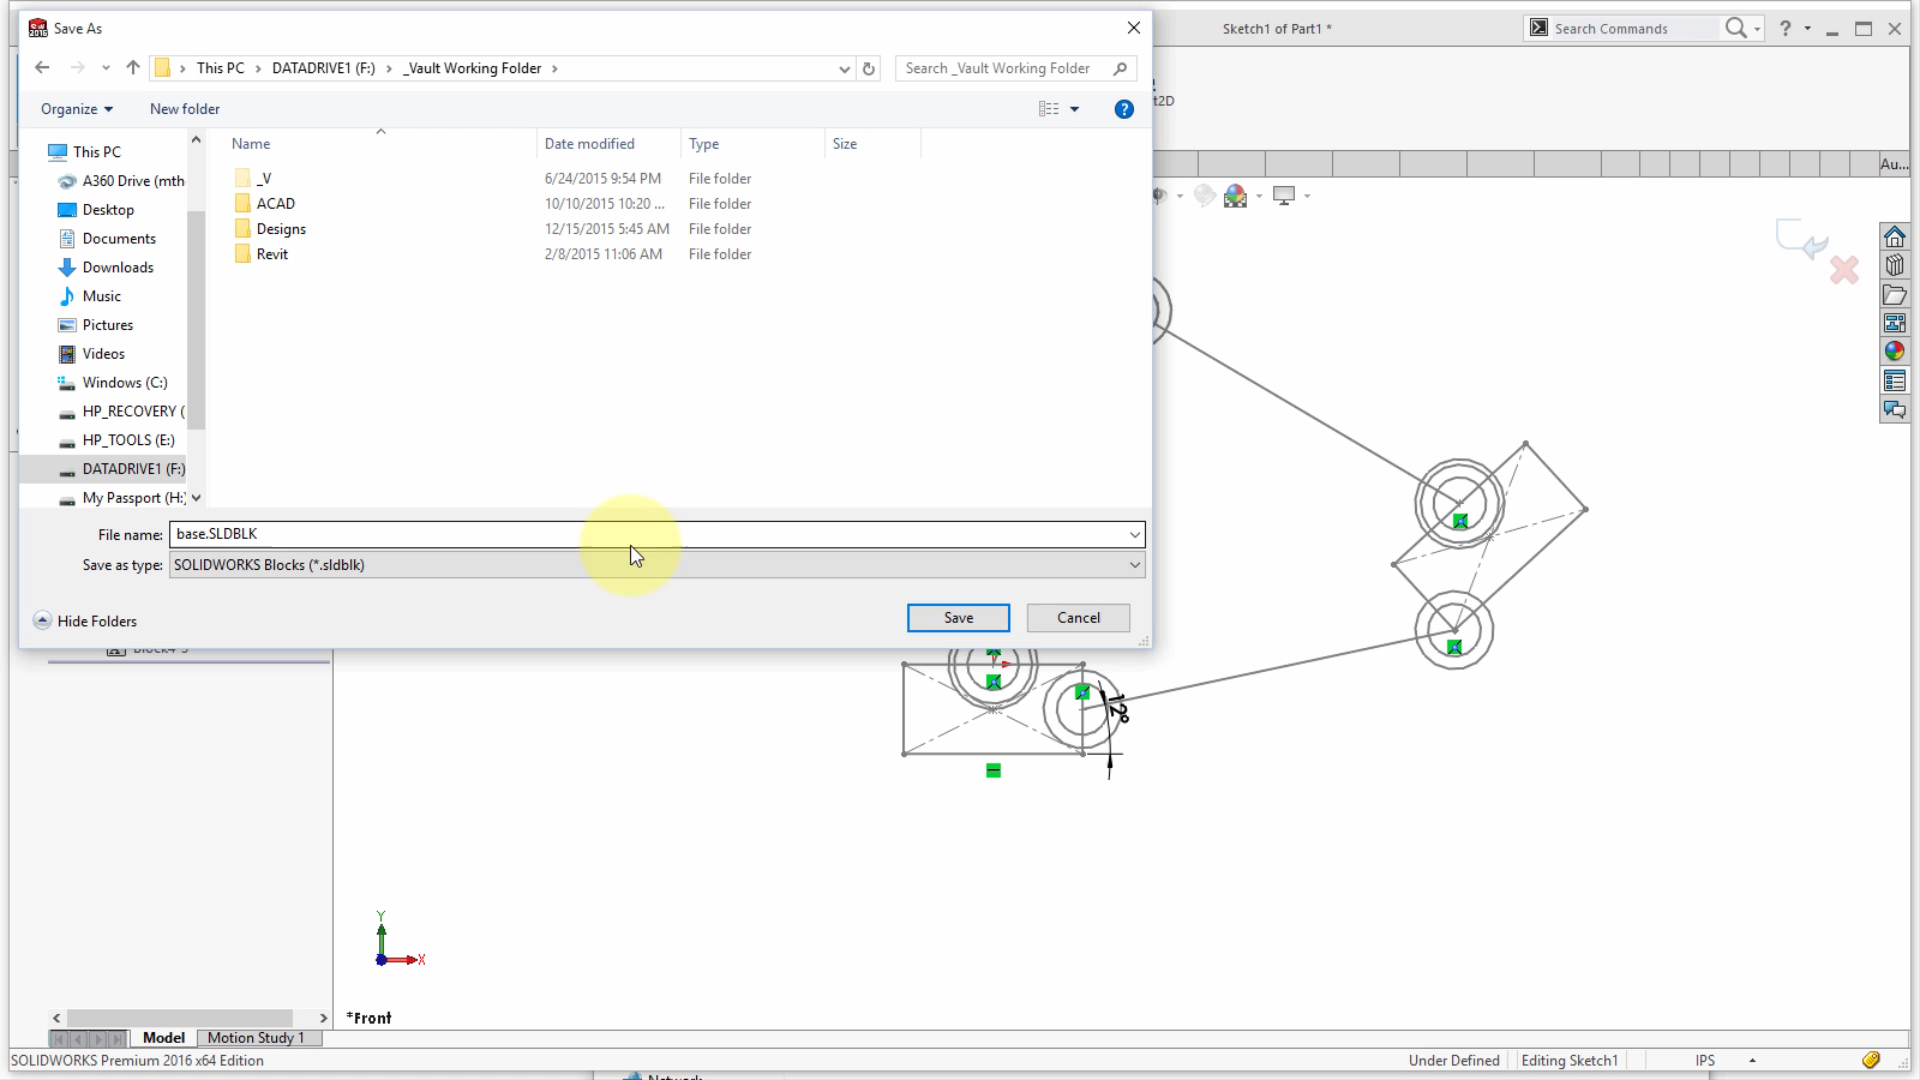 Save As
Sketch1 of Part1 *
Search Commands
This PC
DATADRIVE1 (F:)
_Vault Working Folder
Search _Vault Working Folder
Organize
New folder
t2D
Name
Date modified
Type
Size
This PC
A360 Drive (mth
Desktop
Documents
Downloads
Music
Pictures
Videos
Windows (C:)
HP_RECOVERY (
HP_TOOLS (E:)
DATADRIVE1 (F:)
My Passport (H:)
_V 6/24/2015 9:54 PM File folder
ACAD 10/10/2015 10:20 ... File folder
Designs 12/15/2015 5:45 AM File folder
Revit 2/8/2015 11:06 AM File folder
Au...
File name: base.SLDBLK
Save as type: SOLIDWORKS Blocks (*.sldblk)
Hide Folders
Save
Cancel
12°
Y
X
*Front
Model
Motion Study 1
SOLIDWORKS Premium 2016 x64 Edition
Under Defined
Editing Sketch1
IPS